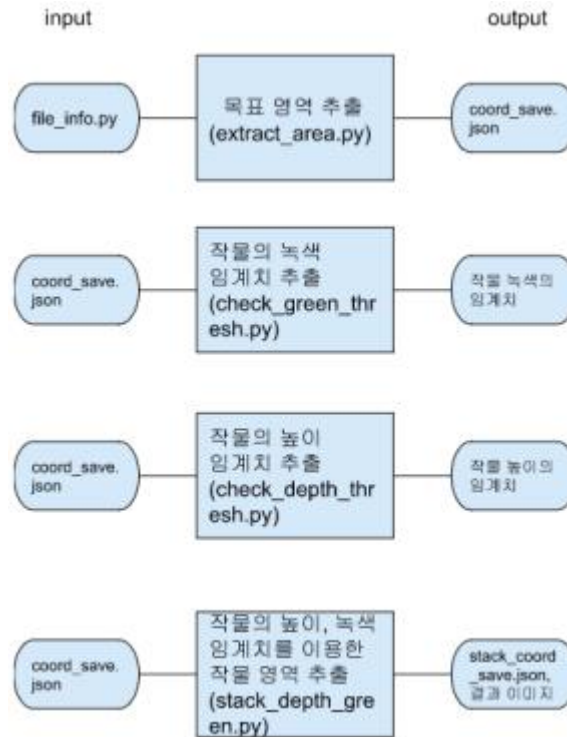 input
output
file_info.py
목표 영역 추출
(extract_area.py)
coord_save.
json
coord_save.
json
작물의 녹색
임계치 추출
(check_green_thr
esh.py)
작물 녹색의
임계치
coord_save.
json
작물의 높이
임계치 추출
(check_depth_thr
esh.py)
작물 높이의
임계치
coord_save.
json
작물의 높이, 녹색
임계치를 이용한
작물 영역 추출
(stack_depth_gre
en.py)
stack_coord
_save.json,
결과 이미지